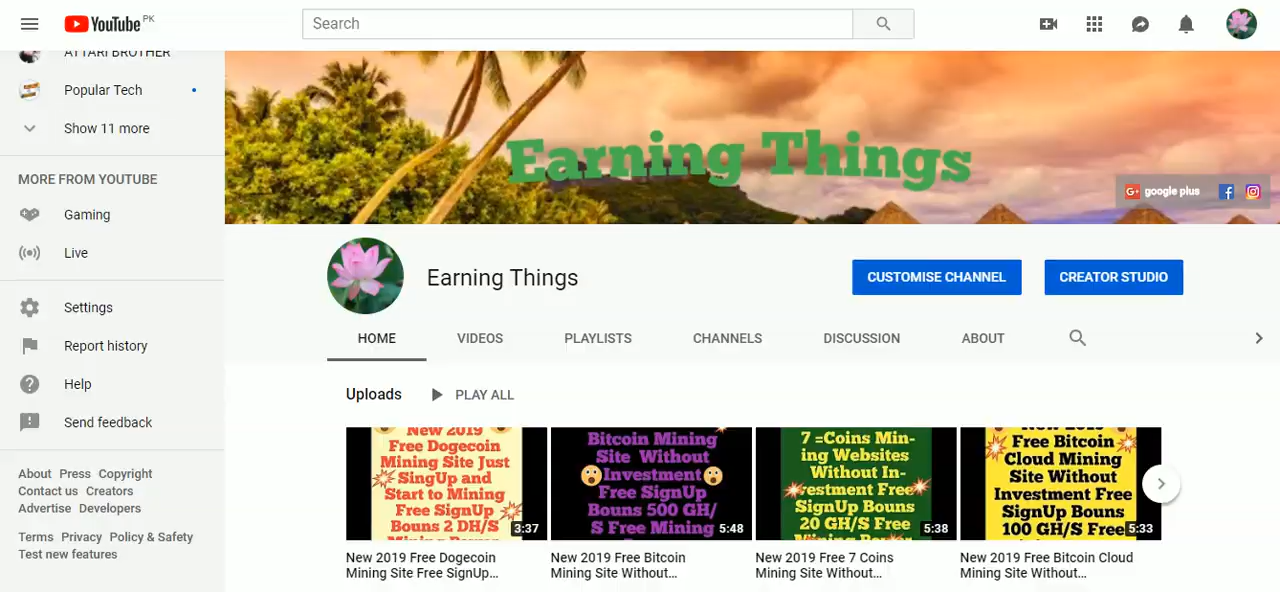 YouTube PK
Search
ATTARI BROTHER
Popular Tech
Show 11 more
MORE FROM YOUTUBE
Gaming
Live
Settings
Report history
Help
Send feedback
About Press Copyright
Contact us Creators
Advertise Developers
Terms Privacy Policy & Safety
Test new features
Earning Things
G+ google plus
Earning Things
CUSTOMISE CHANNEL
CREATOR STUDIO
HOME
VIDEOS
PLAYLISTS
CHANNELS
DISCUSSION
ABOUT
Uploads
PLAY ALL
New 2019
Free Dogecoin
Mining Site Just
SingUp and
Start to Mining
Free SignUp
Bouns 2 DH/S
3:37
New 2019 Free Dogecoin
Mining Site Free SignUp...
Bitcoin Mining
Site Without
Investment
Free SignUp
Bouns 500 GH/
S Free Mining
5:48
New 2019 Free Bitcoin
Mining Site Without...
7 =Coins Min-
ing Websites
Without In-
vestment Free
SignUp Bouns
20 GH/S Free
Mining Power
5:38
New 2019 Free 7 Coins
Mining Site Without...
New 2019
Free Bitcoin
Cloud Mining
Site Without
Investment Free
SignUp Bouns
100 GH/S Free
5:33
New 2019 Free Bitcoin Cloud
Mining Site Without...